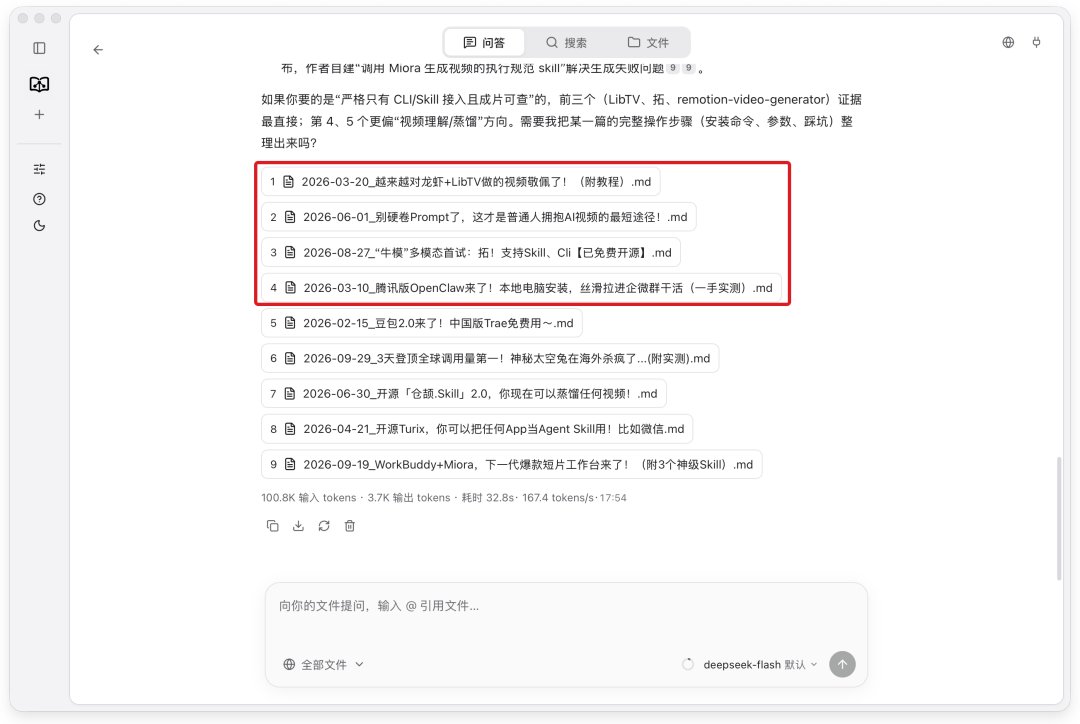 问答
搜索
文件
布，作者自建“调用 Miora 生成视频的执行规范 skill”解决生成失败问题 9 9 。
如果你要的是“严格只有 CLI/Skill 接入且成片可查”的，前三个（LibTV、拓、remotion-video-generator）证据
最直接；第 4、5 个更偏“视频理解/蒸馏”方向。需要我把某一篇的完整操作步骤（安装命令、参数、踩坑）整
理出来吗？
1 2026-03-20_越来越对龙虾+LibTV做的视频敬佩了！（附教程）.md
2 2026-06-01_别硬卷Prompt了，这才是普通人拥抱AI视频的最短途径！.md
3 2026-08-27_“牛模”多模态首试：拓！支持Skill、Cli【已免费开源】.md
4 2026-03-10_腾讯版OpenClaw来了！本地电脑安装，丝滑拉进企微群干活（一手实测）.md
5 2026-02-15_豆包2.0来了！中国版Trae免费用～.md
6 2026-09-29_3天登顶全球调用量第一！神秘太空兔在海外杀疯了...(附实测).md
7 2026-06-30_开源「仓颉.Skill」2.0，你现在可以蒸馏任何视频！.md
8 2026-04-21_开源Turix，你可以把任何App当Agent Skill用！比如微信.md
9 2026-09-19_WorkBuddy+Miora，下一代爆款短片工作台来了！（附3个神级Skill）.md
100.8K 输入 tokens · 3.7K 输出 tokens · 耗时 32.8s · 167.4 tokens/s · 17:54
向你的文件提问，输入 @ 引用文件...
全部文件
deepseek-flash 默认